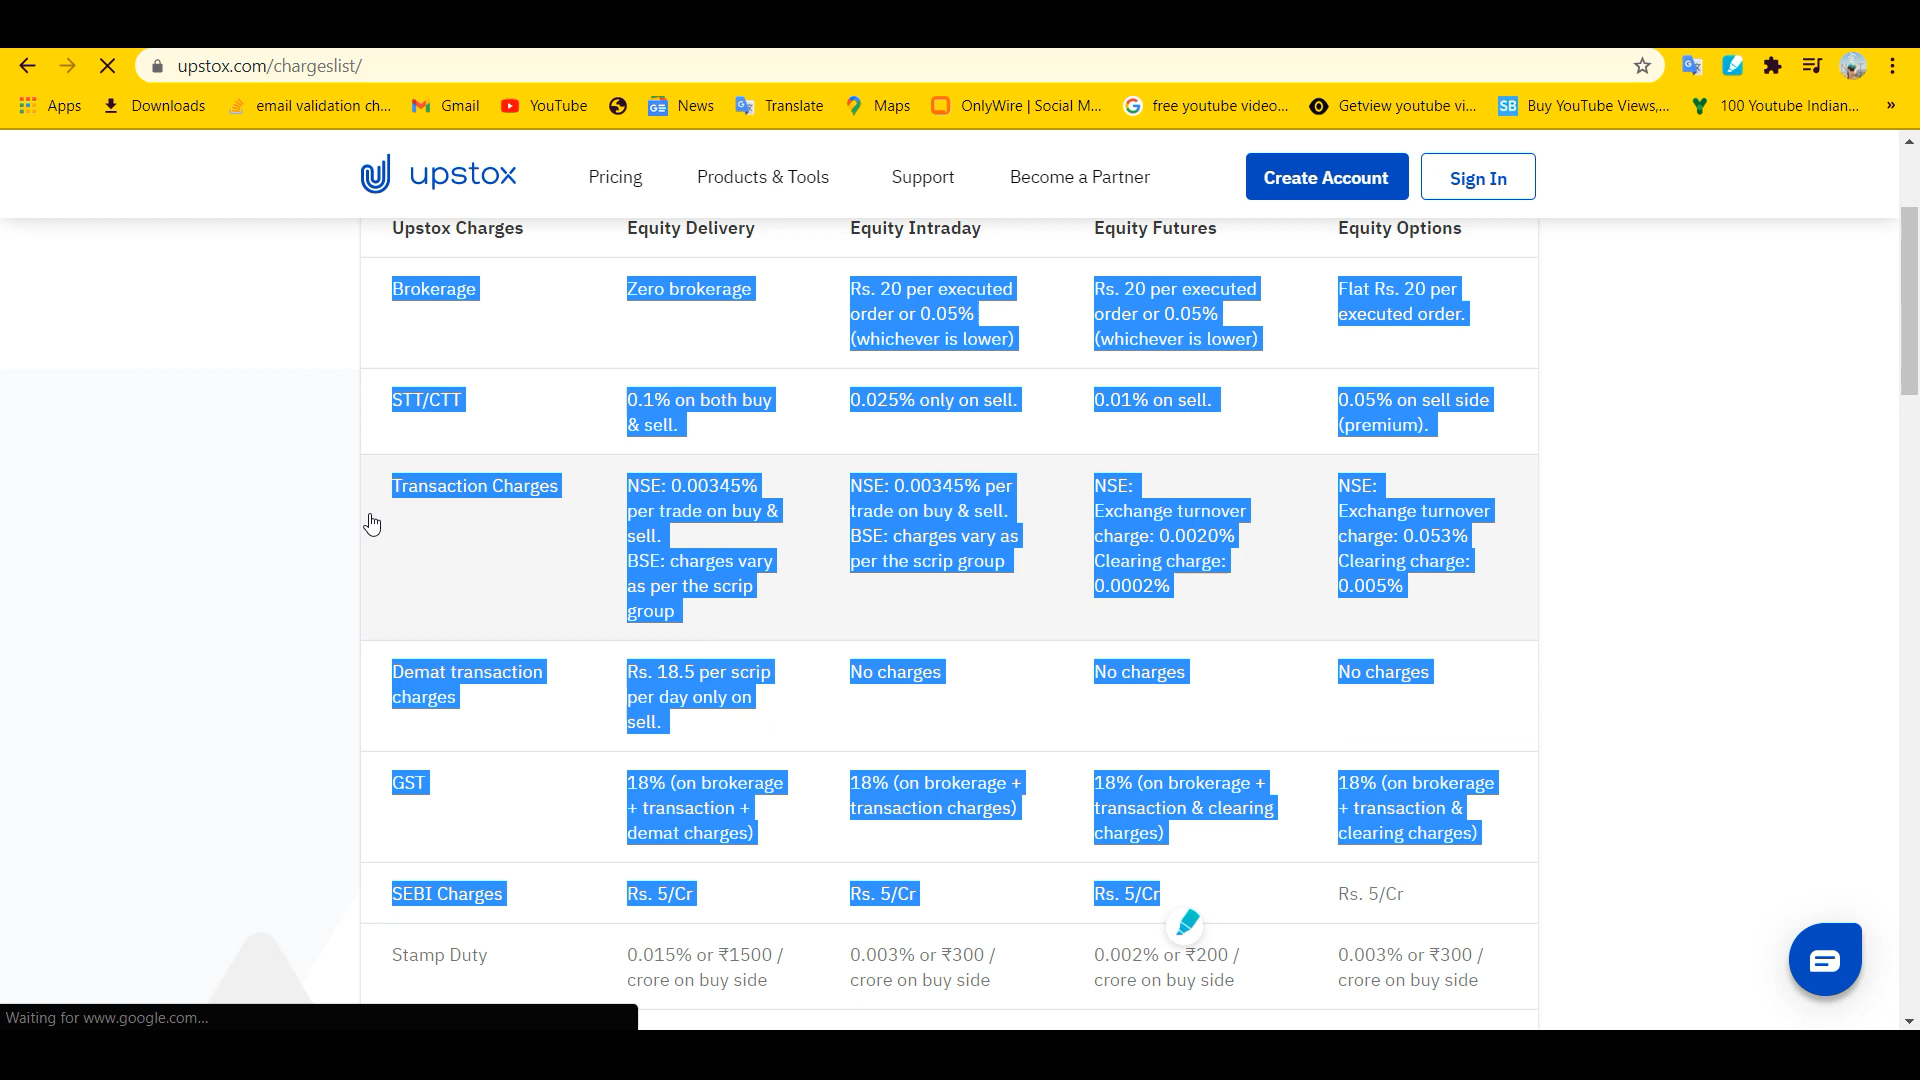 upstox.com/chargeslist/
Apps
Downloads
email validation ch...
Gmail
YouTube
News
Translate
Maps
OnlyWire | Social M...
free youtube video...
Getview youtube vi...
SB
Buy YouTube Views,...
100 Youtube Indian...
»
upstox
Pricing
Products & Tools
Support
Become a Partner
Create Account
Sign In
Upstox Charges
Equity Delivery
Equity Intraday
Equity Futures
Equity Options
Brokerage
Zero brokerage
Rs. 20 per executed
order or 0.05%
(whichever is lower)
Rs. 20 per executed
order or 0.05%
(whichever is lower)
Flat Rs. 20 per
executed order.
STT/CTT
0.1% on both buy
& sell.
0.025% only on sell.
0.01% on sell.
0.05% on sell side
(premium).
Transaction Charges
NSE: 0.00345%
per trade on buy &
sell.
BSE: charges vary
as per the scrip
group
NSE: 0.00345% per
trade on buy & sell.
BSE: charges vary as
per the scrip group
NSE:
Exchange turnover
charge: 0.0020%
Clearing charge:
0.0002%
NSE:
Exchange turnover
charge: 0.053%
Clearing charge:
0.005%
Demat transaction
charges
Rs. 18.5 per scrip
per day only on
sell.
No charges
No charges
No charges
GST
18% (on brokerage
+ transaction +
demat charges)
18% (on brokerage +
transaction charges)
18% (on brokerage +
transaction & clearing
charges)
18% (on brokerage
+ transaction &
clearing charges)
SEBI Charges
Rs. 5/Cr
Rs. 5/Cr
Rs. 5/Cr
Rs. 5/Cr
Stamp Duty
0.015% or ₹1500 /
crore on buy side
0.003% or ₹300 /
crore on buy side
0.002% or ₹200 /
crore on buy side
0.003% or ₹300 /
crore on buy side
Waiting for www.google.com...